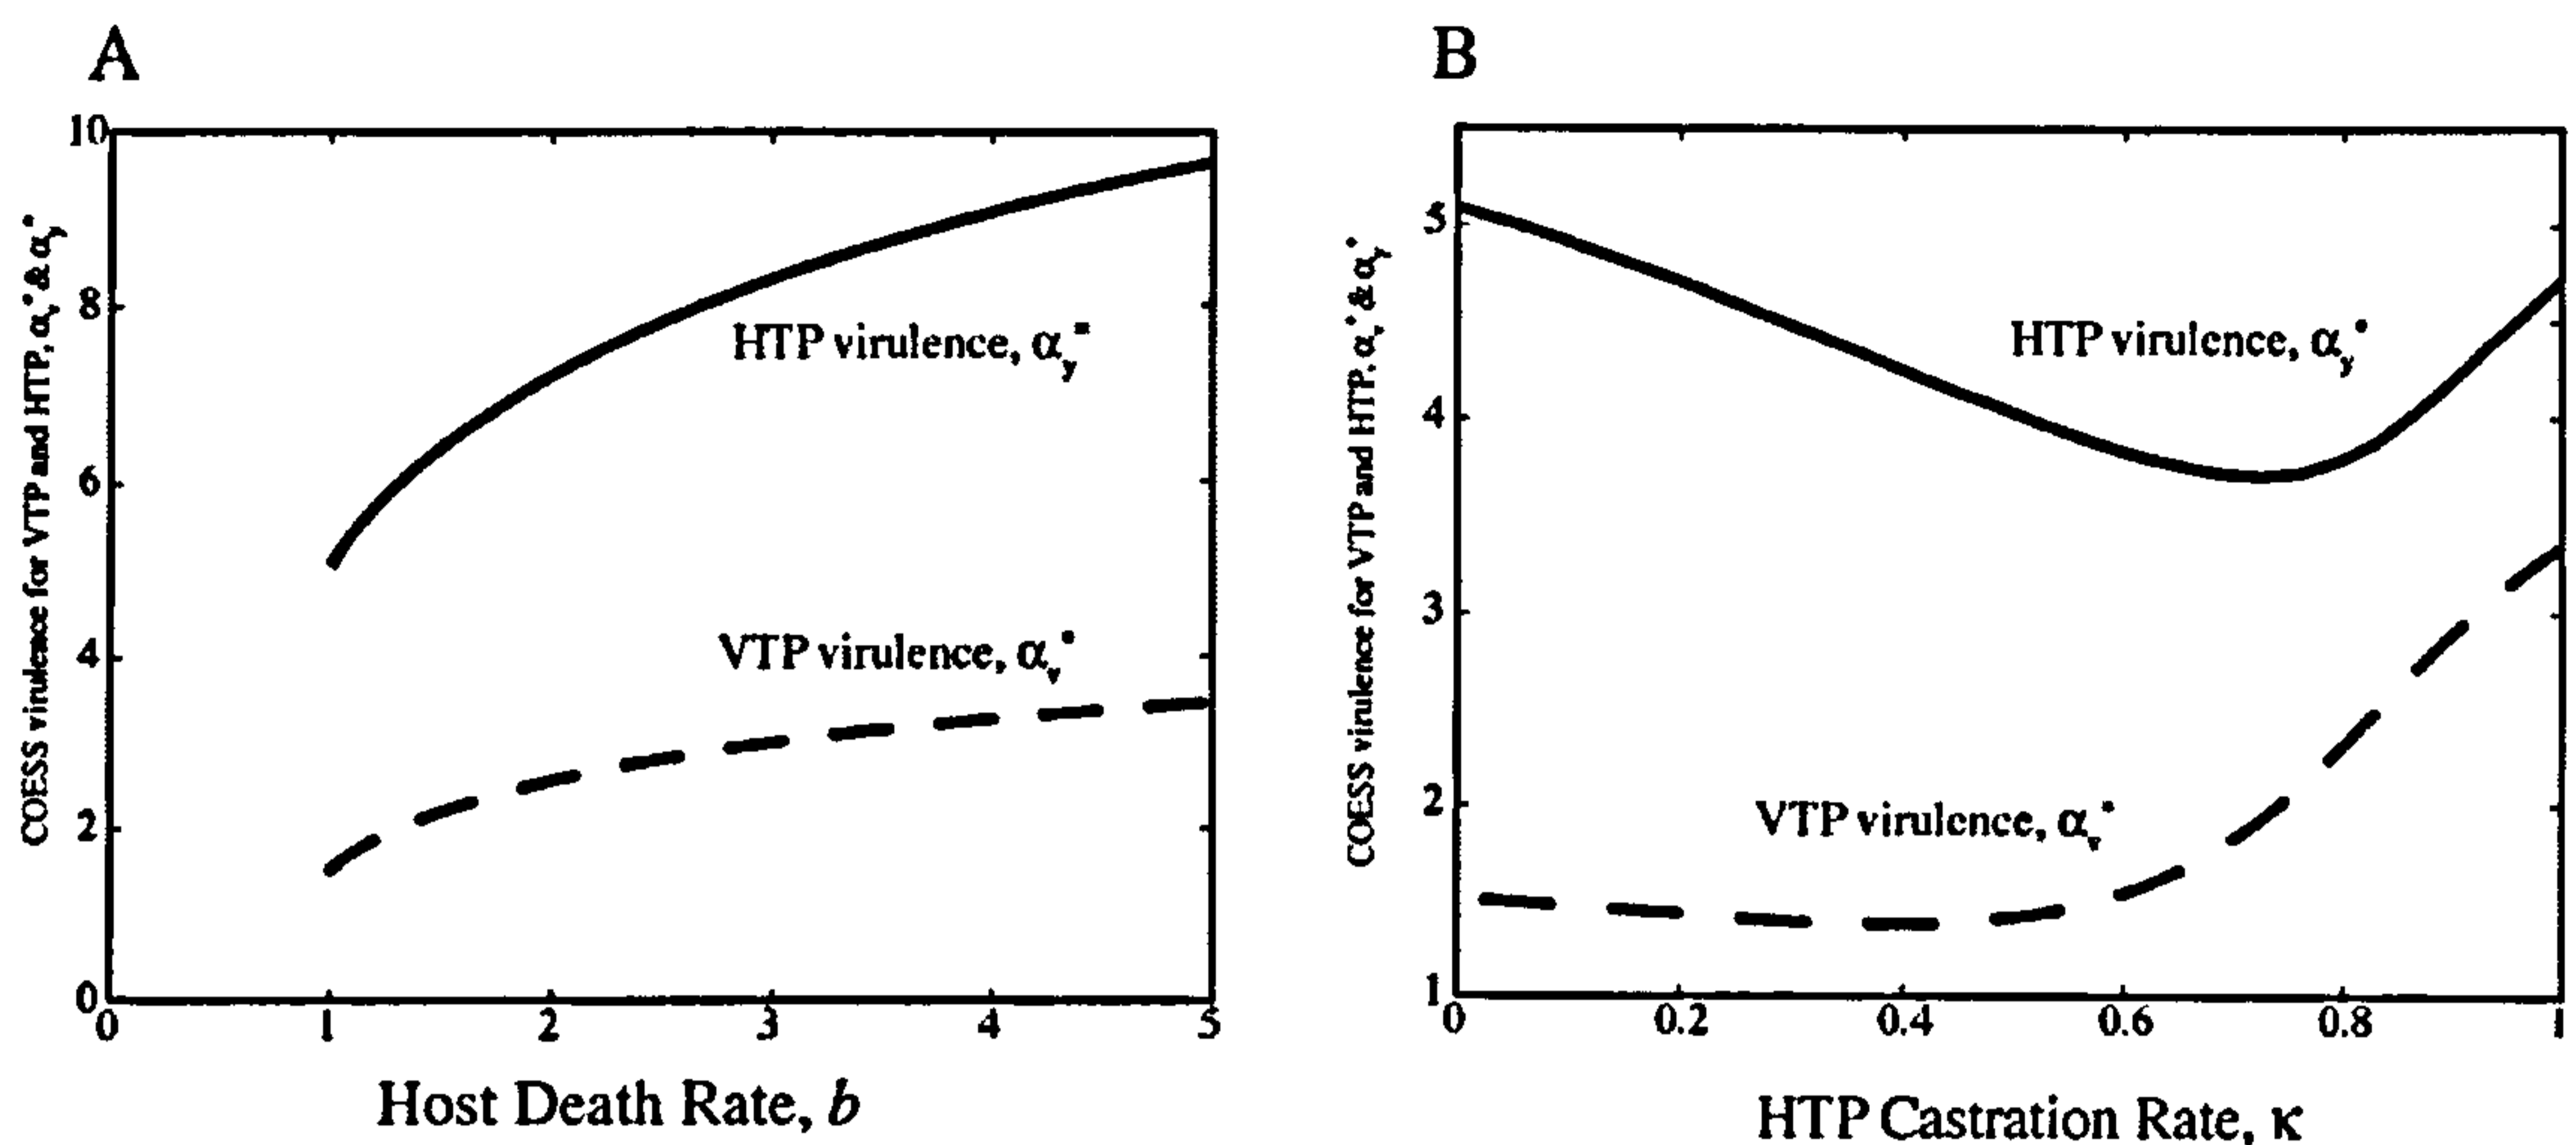 A
COESS virulence for VTP and HTP, αv* & αy*
10
8
6
4
2
0
HTP virulence, αy*
VTP virulence, αv*
0 1 2 3 4 5
Host Death Rate, b
B
COESS virulence for VTP and HTP, αv* & αy*
5
4
3
2
1
HTP virulence, αy*
VTP virulence, αv*
0 0.2 0.4 0.6 0.8 1
HTP Castration Rate, κ